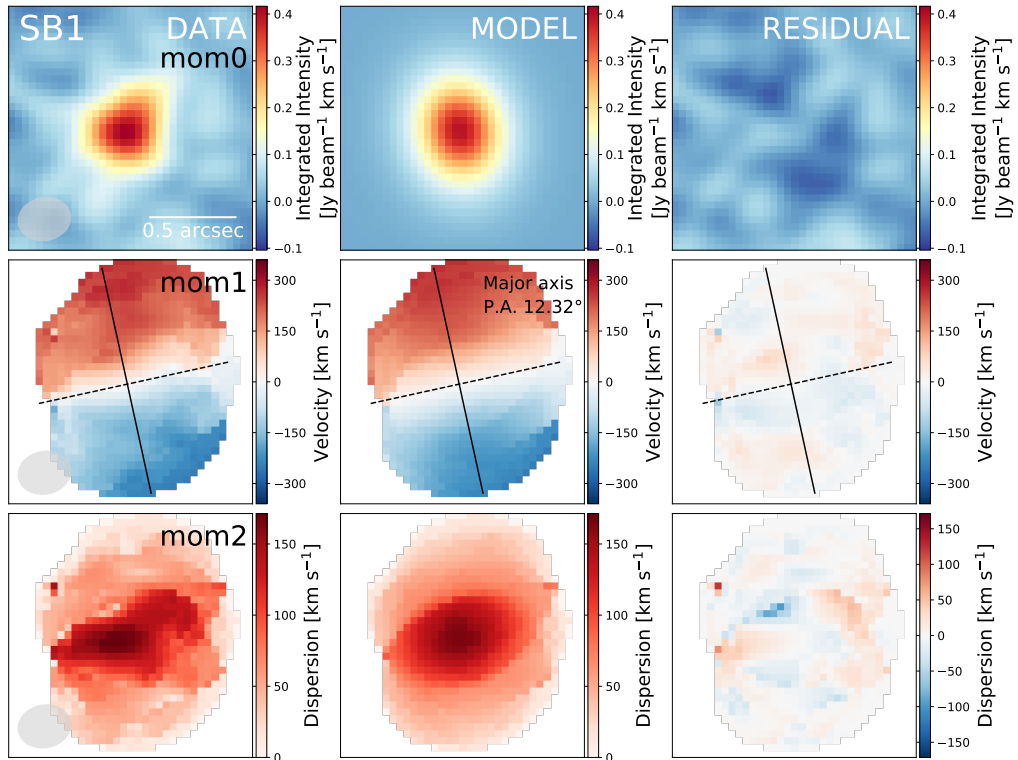 SB1 DATA
mom0
0.5 arcsec
0.4
0.3
0.2
0.1
0.0
−0.1
Integrated Intensity
[Jy beam⁻¹ km s⁻¹]
MODEL
0.4
0.3
0.2
0.1
0.0
−0.1
Integrated Intensity
[Jy beam⁻¹ km s⁻¹]
RESIDUAL
0.4
0.3
0.2
0.1
0.0
−0.1
Integrated Intensity
[Jy beam⁻¹ km s⁻¹]
mom1
300
150
0
−150
−300
Velocity [km s⁻¹]
Major axis
P.A. 12.32°
300
150
0
−150
−300
Velocity [km s⁻¹]
300
150
0
−150
−300
Velocity [km s⁻¹]
mom2
150
100
50
0
Dispersion [km s⁻¹]
150
100
50
0
Dispersion [km s⁻¹]
150
100
50
0
−50
−100
−150
Dispersion [km s⁻¹]